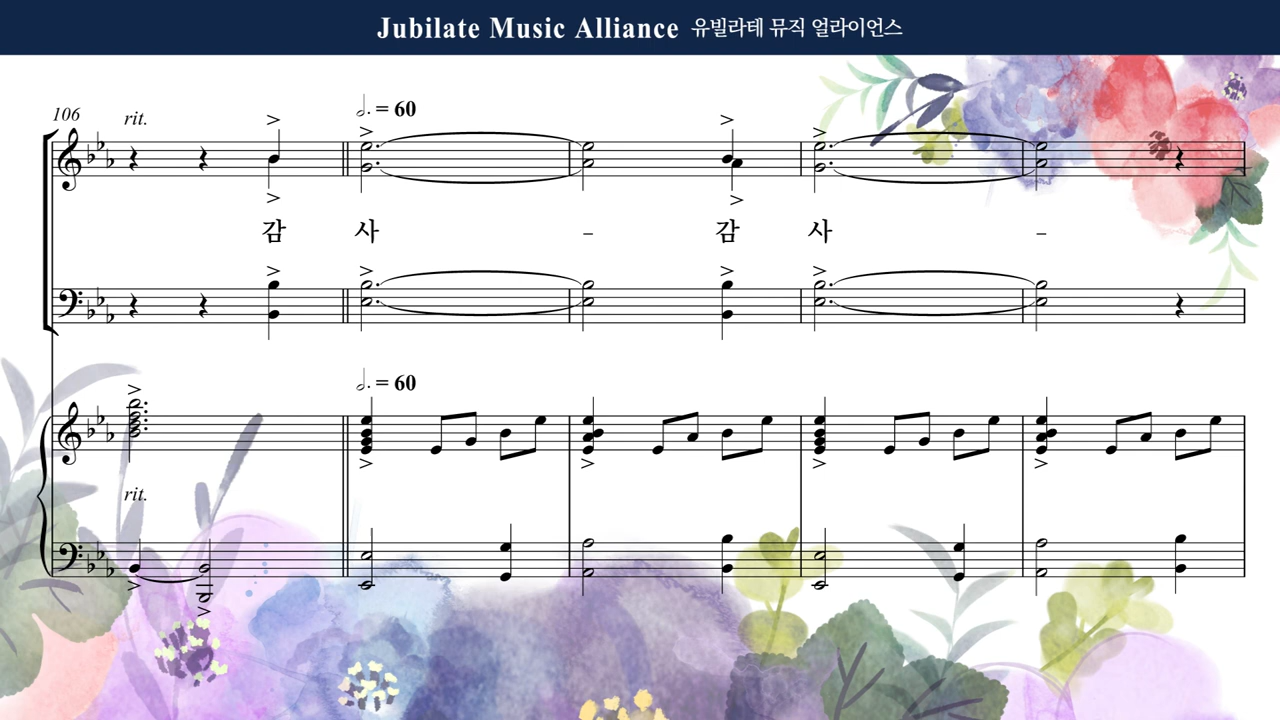 Jubilate Music Alliance 유빌라테 뮤직 얼라이언스
106 rit. 𝅗𝅥. = 60
감 사 - 감 사 -
𝅗𝅥. = 60
rit.